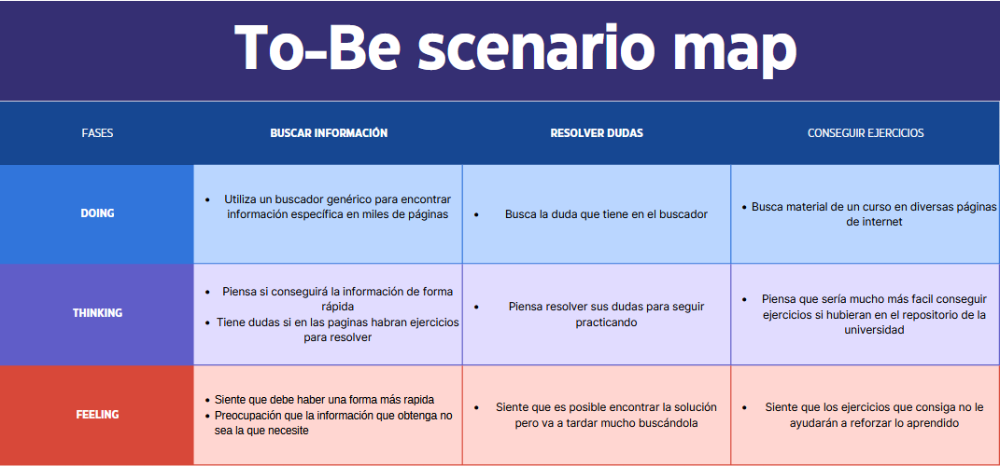 To-Be scenario map
FASES
BUSCAR INFORMACIÓN
RESOLVER DUDAS
CONSEGUIR EJERCICIOS
DOING
• Utiliza un buscador genérico para encontrar
información específica en miles de páginas
• Busca la duda que tiene en el buscador
• Busca material de un curso en diversas páginas
de internet
THINKING
• Piensa si conseguirá la información de forma
rápida
• Tiene dudas si en las paginas habran ejercicios
para resolver
• Piensa resolver sus dudas para seguir
practicando
• Piensa que sería mucho más facil conseguir
ejercicios si hubieran en el repositorio de la
universidad
FEELING
• Siente que debe haber una forma más rapida
• Preocupación que la información que obtenga no
sea la que necesite
• Siente que es posible encontrar la solución
pero va a tardar mucho buscándola
• Siente que los ejercicios que consiga no le
ayudarán a reforzar lo aprendido